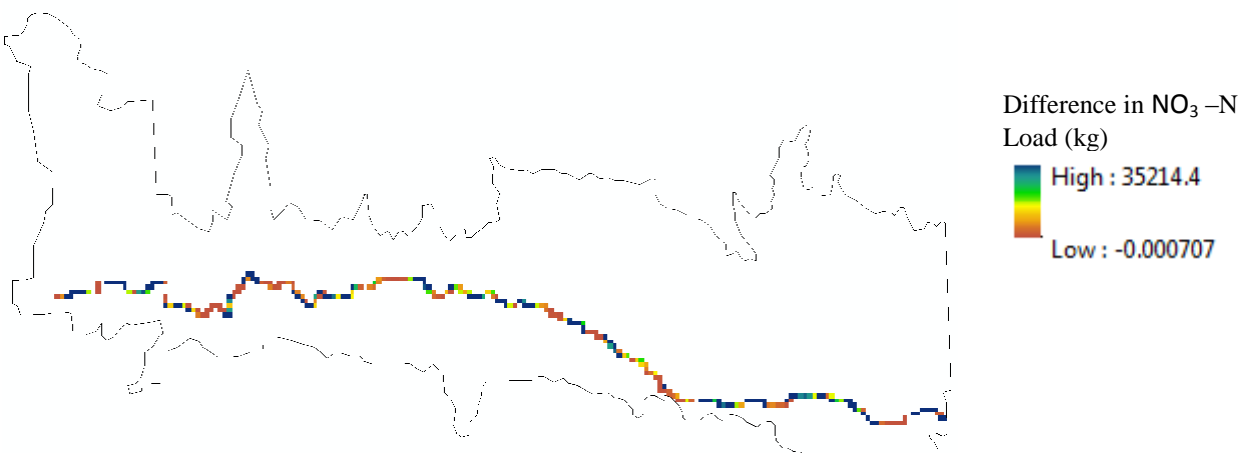 Difference in NO₃ –N
Load (kg)
High : 35214.4
Low : -0.000707